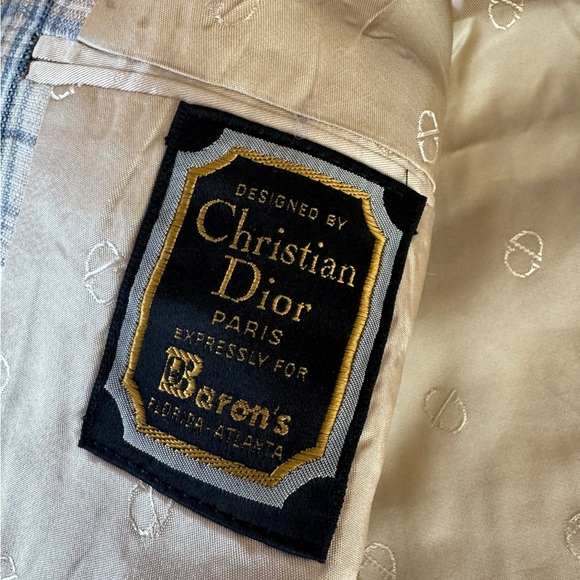 DESIGNED BY
Christian
Dior
PARIS
EXPRESSLY FOR
Baron's
FLORIDA - ATLANTA